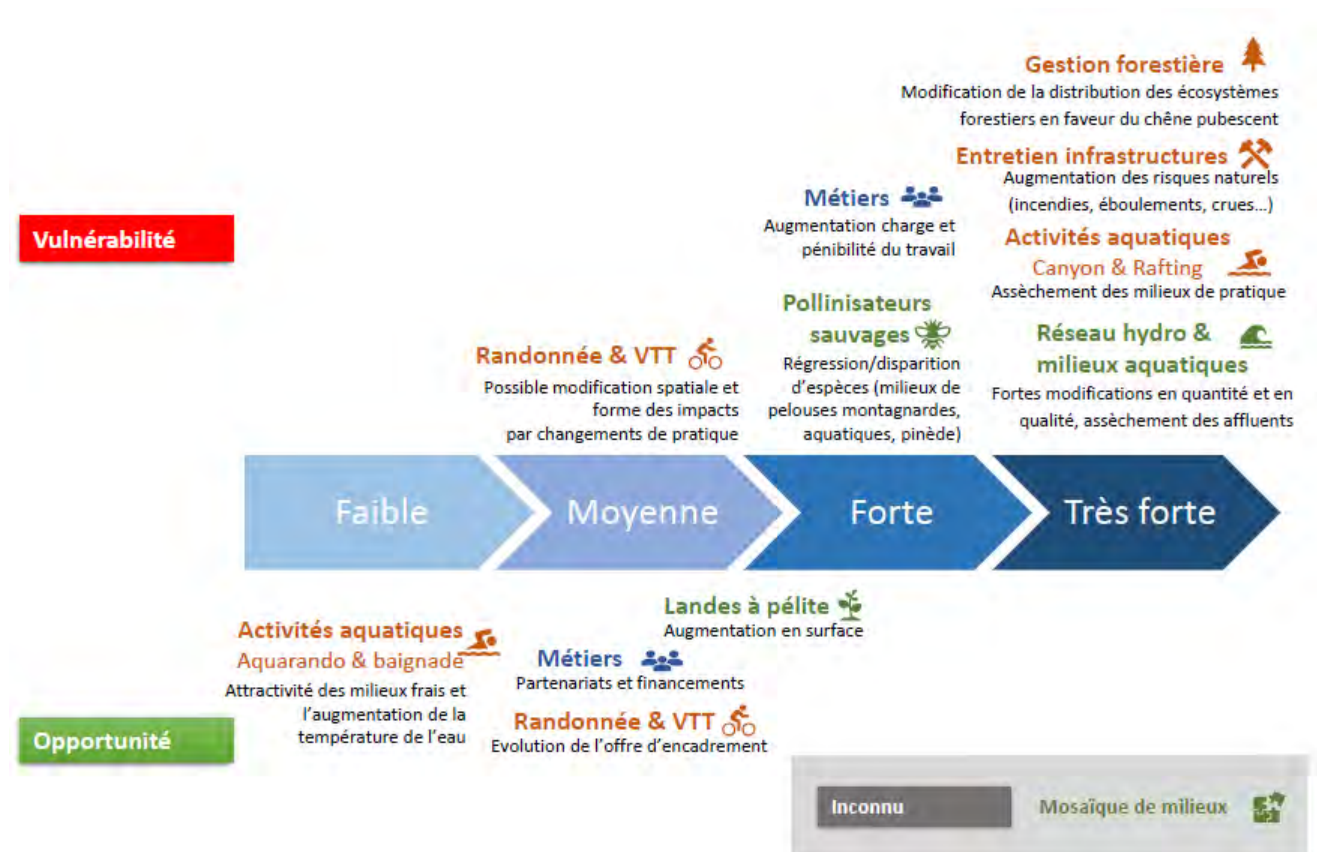 Gestion forestière
Modification de la distribution des écosystèmes
forestiers en faveur du chêne pubescent
Entretien infrastructures
Augmentation des risques naturels
(incendies, éboulements, crues...)
Métiers
Augmentation charge et
pénibilité du travail
Vulnérabilité
Activités aquatiques
Canyon & Rafting
Assèchement des milieux de pratique
Pollinisateurs
sauvages
Régression/disparition
d'espèces (milieux de
pelouses montagnardes,
aquatiques, pinède)
Réseau hydro &
milieux aquatiques
Fortes modifications en quantité et en
qualité, assèchement des affluents
Randonnée & VTT
Possible modification spatiale et
forme des impacts
par changements de pratique
Faible
Moyenne
Forte
Très forte
Activités aquatiques
Aquarando & baignade
Attractivité des milieux frais et
l'augmentation de la
température de l'eau
Landes à pélite
Augmentation en surface
Métiers
Partenariats et financements
Randonnée & VTT
Evolution de l'offre d'encadrement
Opportunité
Inconnu
Mosaïque de milieux